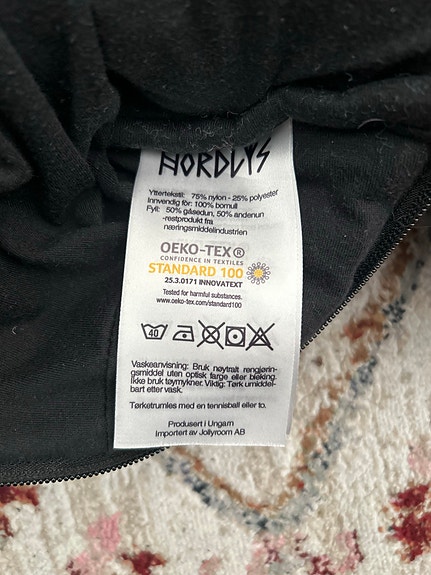 NORDLYS
Yttertekstil: 75% nylon - 25% polyester
Innvendig fôr: 100% bomull
Fyll: 50% gåsedun, 50% andenun
-restprodukt fra
næringsmiddelindustrien
OEKO-TEX®
CONFIDENCE IN TEXTILES
STANDARD 100
25.3.0171 INNOVATEXT
Tested for harmful substances.
www.oeko-tex.com/standard100
40
Vaskeanvisning: Bruk nøytralt rengjørin-
gsmiddel uten optisk farge eller bleking.
Ikke bruk tøymykner. Viktig: Tørk umiddel-
bart etter vask.
Tørketrumles med en tennisball eller to.
Produsert i Ungarn
Importert av Jollyroom AB